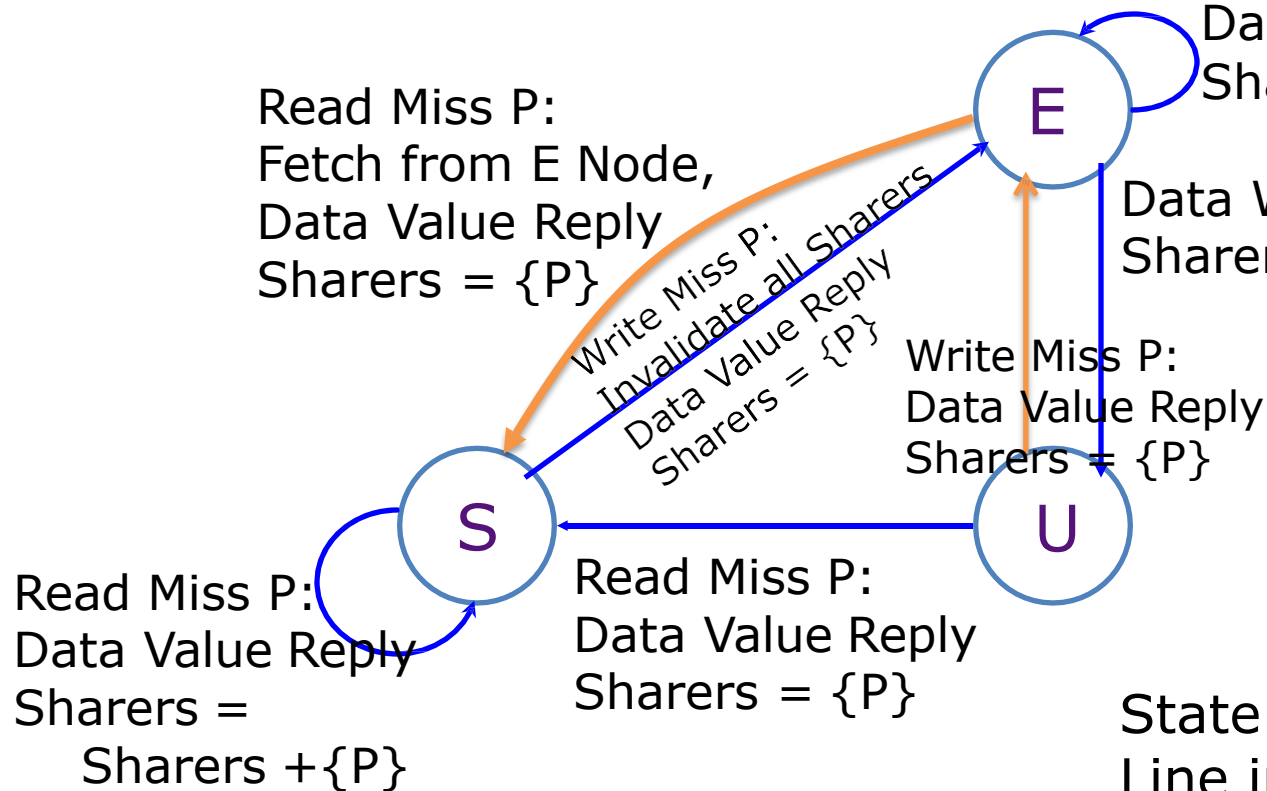 Read Miss P:
Fetch from E Node,
Data Value Reply
Sharers = {P}
E
Write Miss P:
Invalidate all Sharers
Data Value Reply
Sharers = {P}
Data
Write Miss P:
Data Value Reply
Sharers = {P}
S
U
Read Miss P:
Data Value Reply
Sharers =
Sharers +{P}
Read Miss P:
Data Value Reply
Sharers = {P}
State
Line